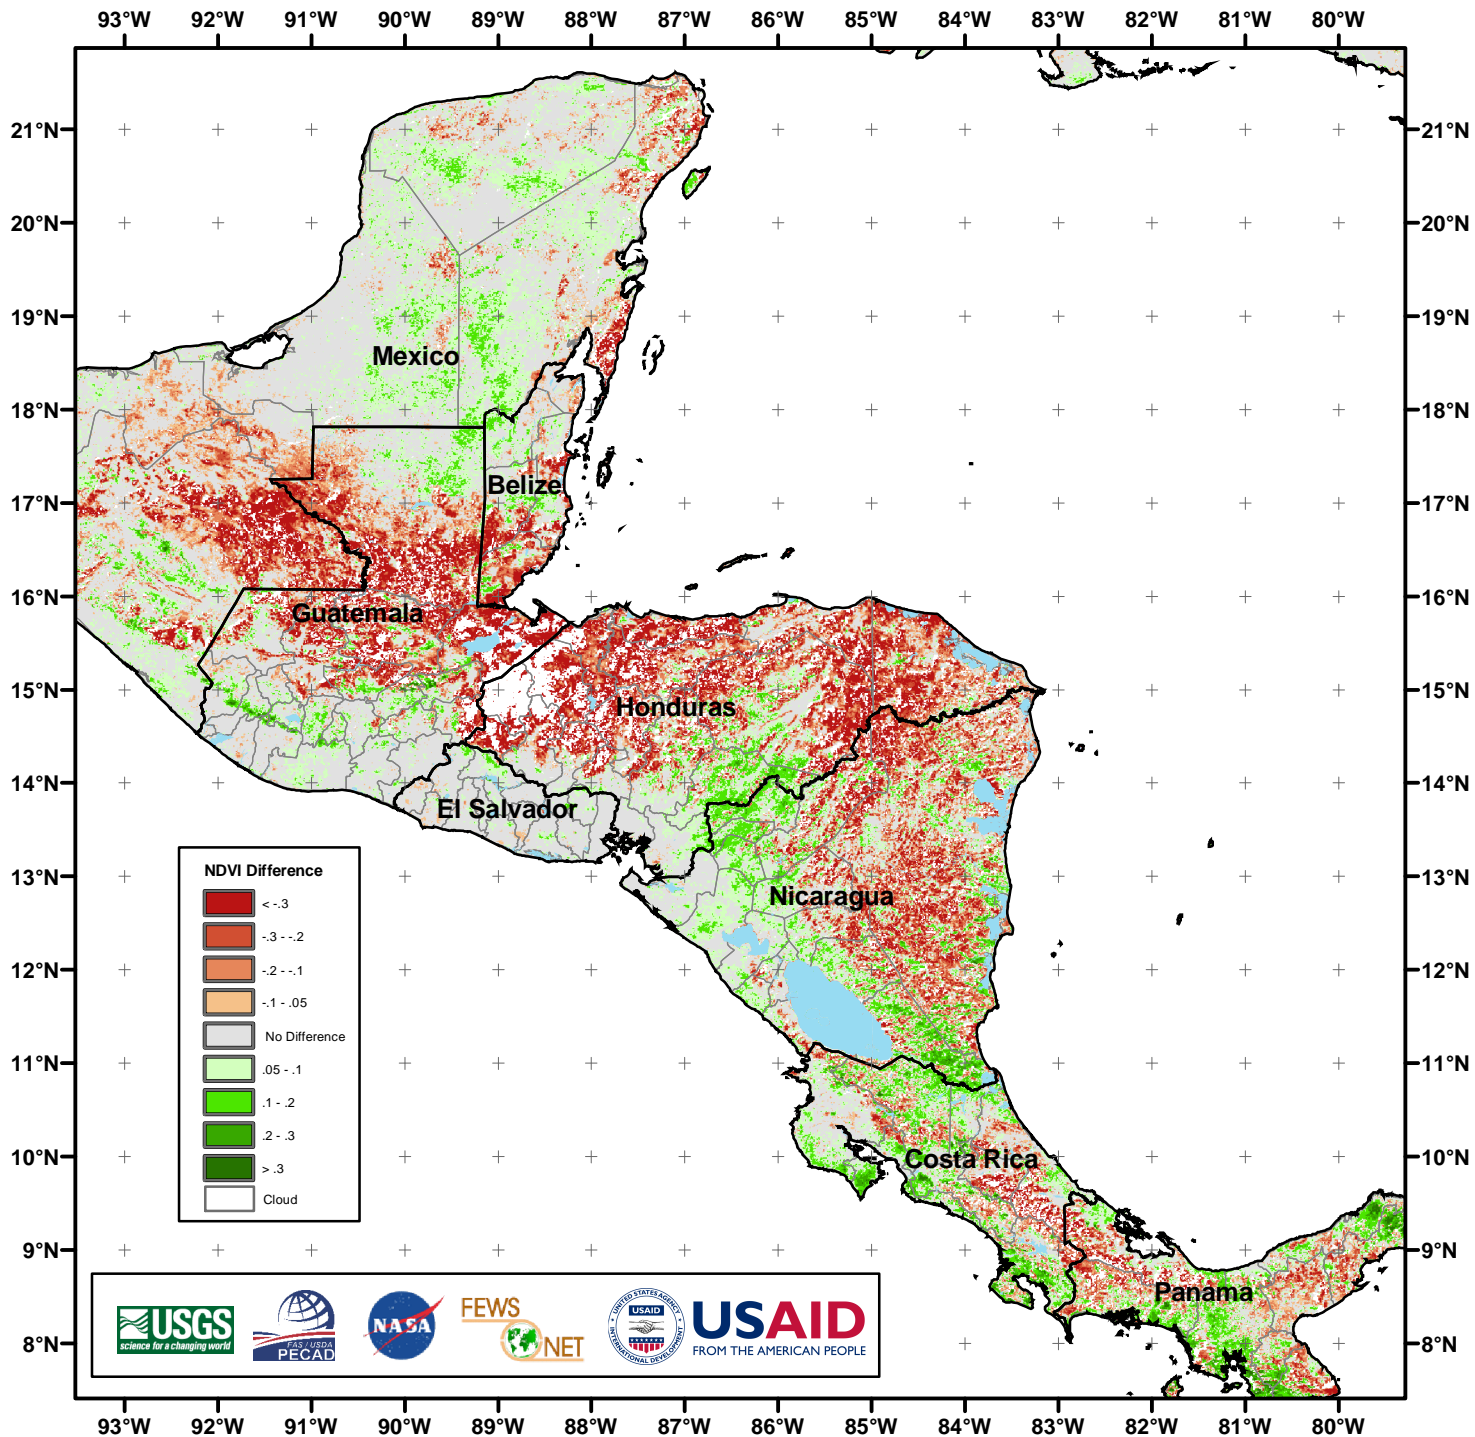 93°W 92°W 91°W 90°W 89°W 88°W 87°W 86°W 85°W 84°W 83°W 82°W 81°W 80°W
21°N 21°N
20°N 20°N
19°N 19°N
Mexico
18°N 18°N
Belize
17°N 17°N
16°N 16°N
Guatemala
15°N 15°N
Honduras
14°N 14°N
El Salvador
13°N 13°N
Nicaragua
12°N 12°N
11°N 11°N
10°N 10°N
Costa Rica
9°N 9°N
Panama
8°N 8°N
NDVI Difference
< -.3
-.3 - -.2
-.2 - -.1
-.1 - .05
No Difference
.05 - .1
.1 - .2
.2 - .3
> .3
Cloud
USGS
science for a changing world
FAS / USDA
PECAD
NASA
FEWS
NET
UNITED STATES AGENCY
USAID
INTERNATIONAL DEVELOPMENT
USAID
FROM THE AMERICAN PEOPLE
93°W 92°W 91°W 90°W 89°W 88°W 87°W 86°W 85°W 84°W 83°W 82°W 81°W 80°W